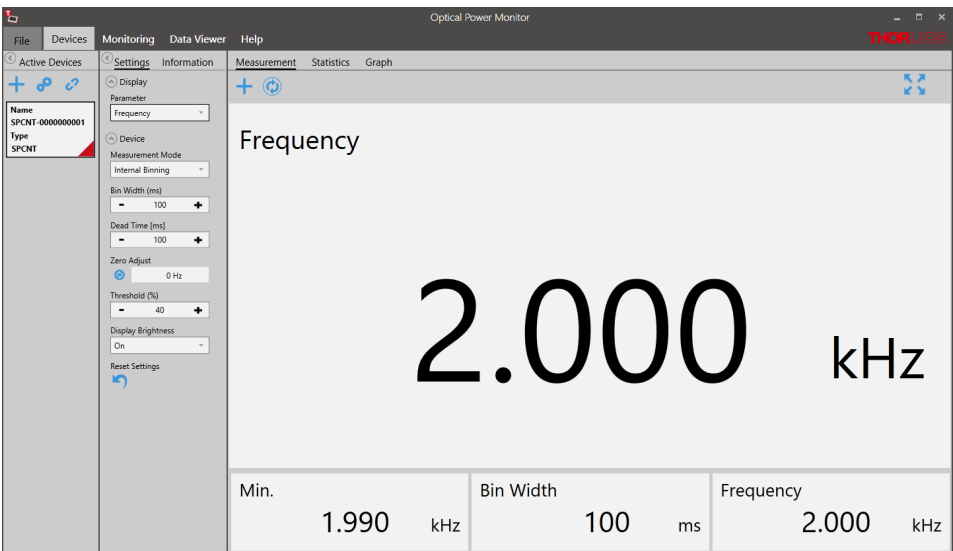 Optical Power Monitor
File Devices Monitoring Data Viewer Help
THORLABS
Active Devices
Settings Information
Measurement Statistics Graph
Name
SPCNT-0000000001
Type
SPCNT
Display
Parameter
Frequency
Device
Measurement Mode
Internal Binning
Bin Width (ms)
- 100 +
Dead Time [ms]
- 100 +
Zero Adjust
0 Hz
Threshold (%)
- 40 +
Display Brightness
On
Reset Settings
Frequency
2.000 kHz
Min.
1.990 kHz
Bin Width
100 ms
Frequency
2.000 kHz